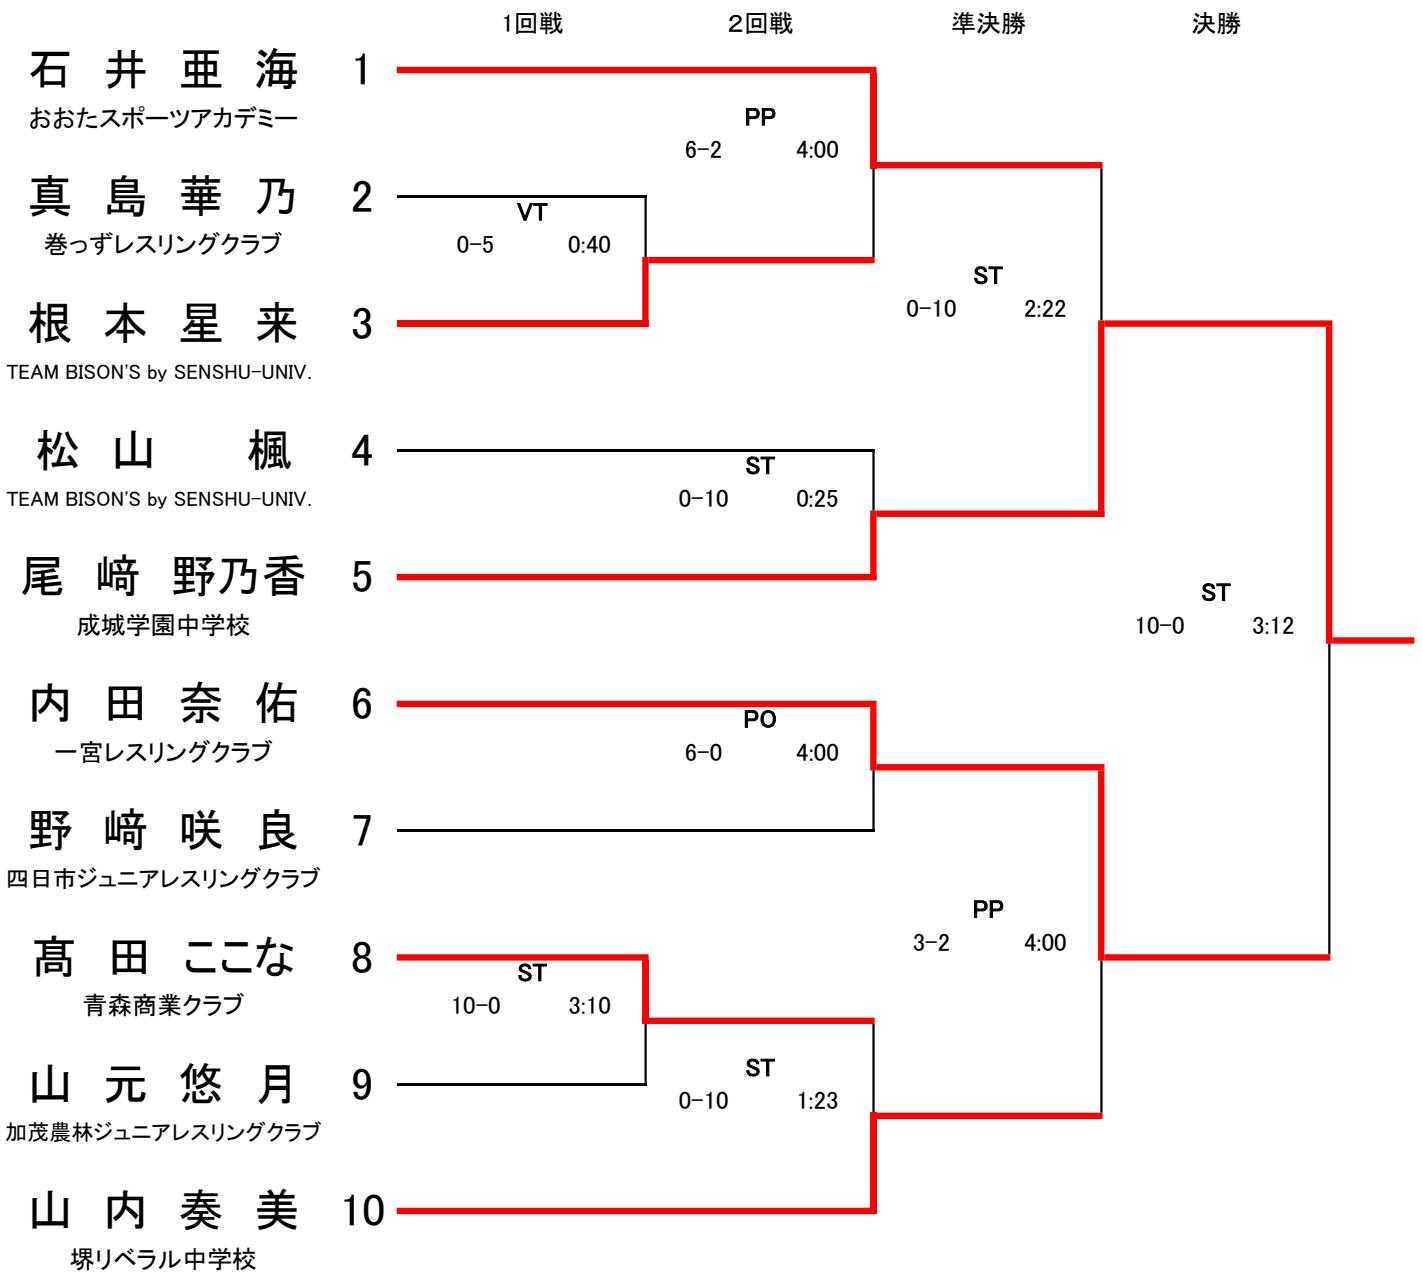 1回戦 2回戦 準決勝 決勝
石 井 亜 海 1
おおたスポーツアカデミー
PP
6-2 4:00
真 島 華 乃 2
VT
巻っずレスリングクラブ
0-5 0:40
ST
0-10 2:22
根 本 星 来 3
TEAM BISON'S by SENSHU-UNIV.
松 山 楓 4
ST
TEAM BISON'S by SENSHU-UNIV.
0-10 0:25
尾 﨑 野乃香 5
ST
成城学園中学校
10-0 3:12
内 田 奈 佑 6
PO
一宮レスリングクラブ
6-0 4:00
野 﨑 咲 良 7
四日市ジュニアレスリングクラブ
PP
3-2 4:00
髙 田 ここな 8
ST
青森商業クラブ
10-0 3:10
ST
山 元 悠 月 9
0-10 1:23
加茂農林ジュニアレスリングクラブ
山 内 奏 美 10
堺リベラル中学校